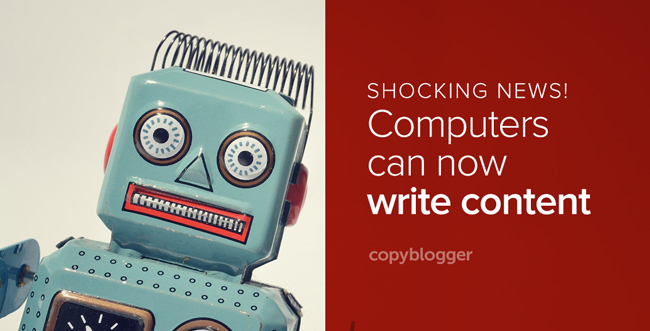 SHOCKING NEWS!
Computers
can now
write content
copyblogger